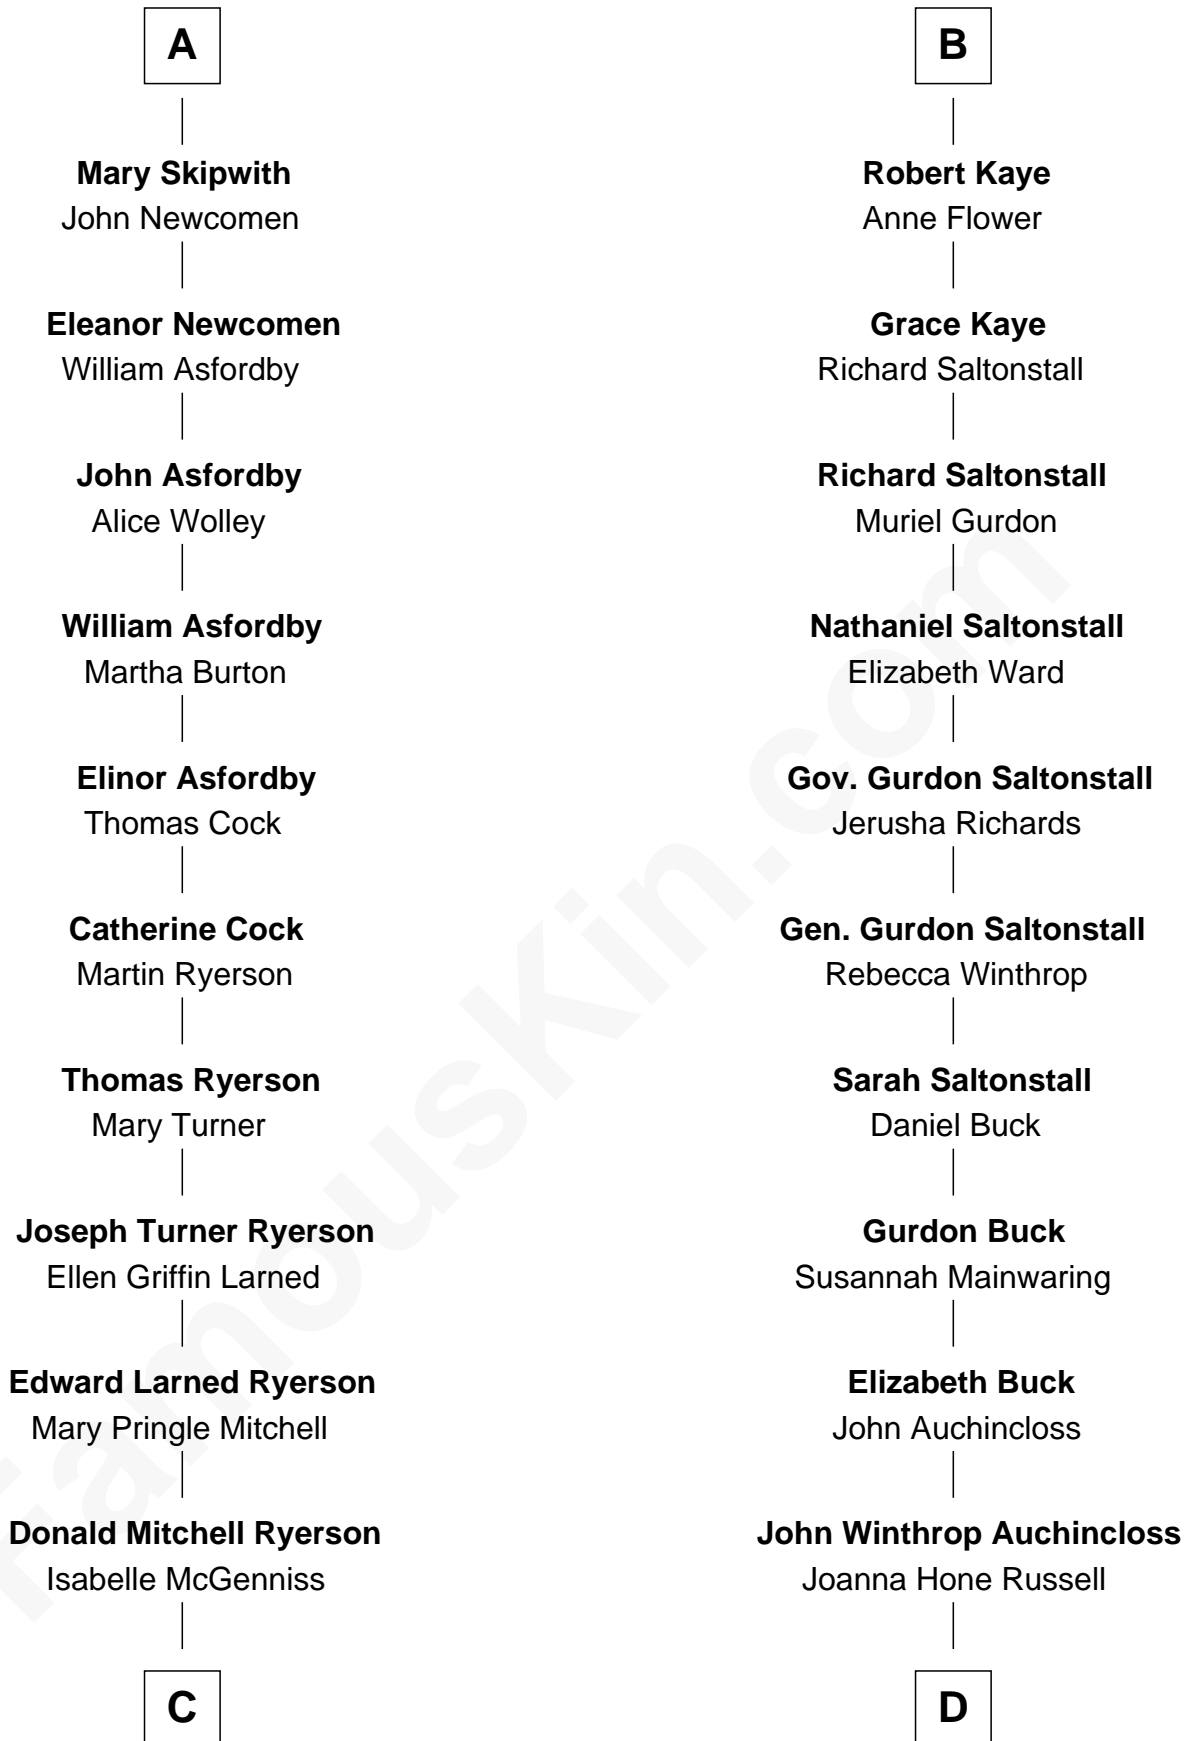 A
Mary Skipwith
John Newcomen
Eleanor Newcomen
William Asfordby
John Asfordby
Alice Wolley
William Asfordby
Martha Burton
Elinor Asfordby
Thomas Cock
Catherine Cock
Martin Ryerson
Thomas Ryerson
Mary Turner
Joseph Turner Ryerson
Ellen Griffin Larned
Edward Larned Ryerson
Mary Pringle Mitchell
Donald Mitchell Ryerson
Isabelle McGenniss
C
B
Robert Kaye
Anne Flower
Grace Kaye
Richard Saltonstall
Richard Saltonstall
Muriel Gurdon
Nathaniel Saltonstall
Elizabeth Ward
Gov. Gurdon Saltonstall
Jerusha Richards
Gen. Gurdon Saltonstall
Rebecca Winthrop
Sarah Saltonstall
Daniel Buck
Gurdon Buck
Susannah Mainwaring
Elizabeth Buck
John Auchincloss
John Winthrop Auchincloss
Joanna Hone Russell
D
FamousKin.com